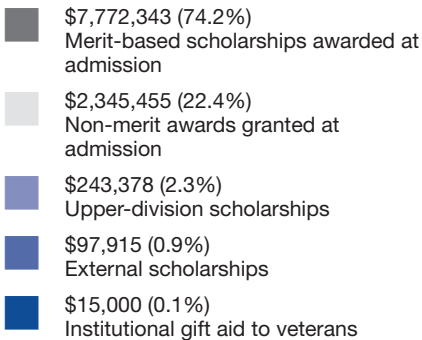 $7,772,343 (74.2%)
Merit-based scholarships awarded at
admission
$2,345,455 (22.4%)
Non-merit awards granted at
admission
$243,378 (2.3%)
Upper-division scholarships
$97,915 (0.9%)
External scholarships
$15,000 (0.1%)
Institutional gift aid to veterans